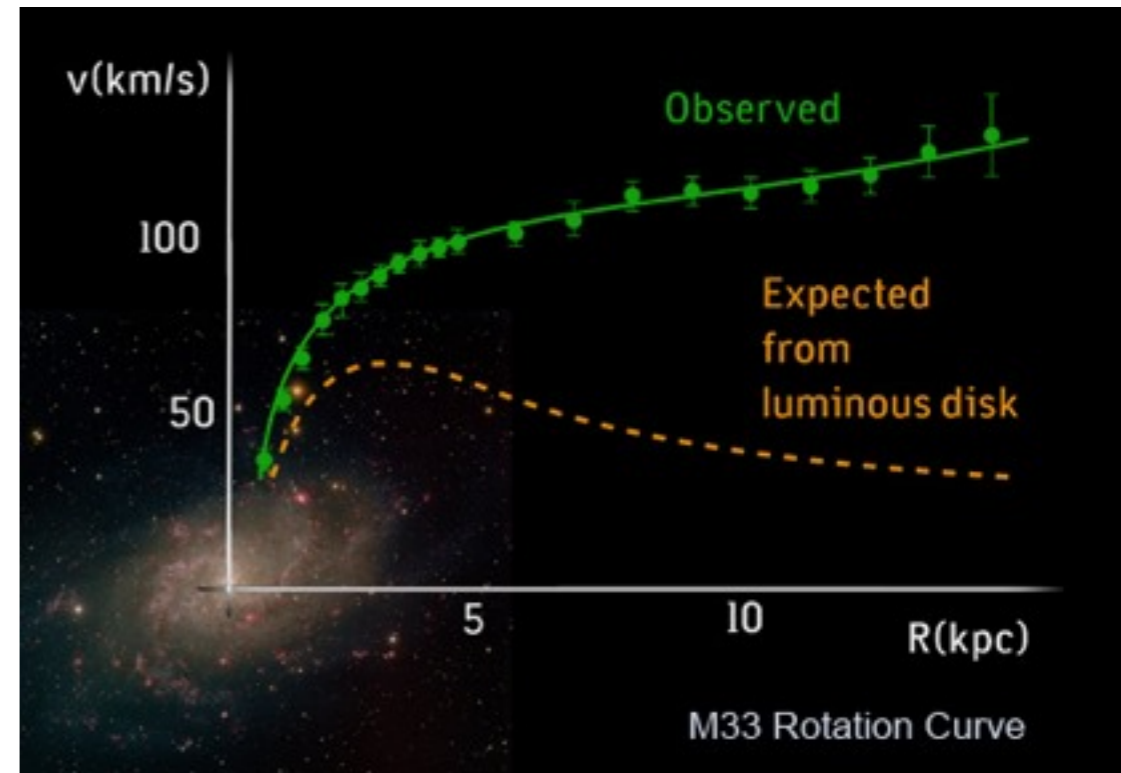 v(km/s)
Observed
100
Expected
from
luminous disk
50
5
10
R(kpc)
M33 Rotation Curve